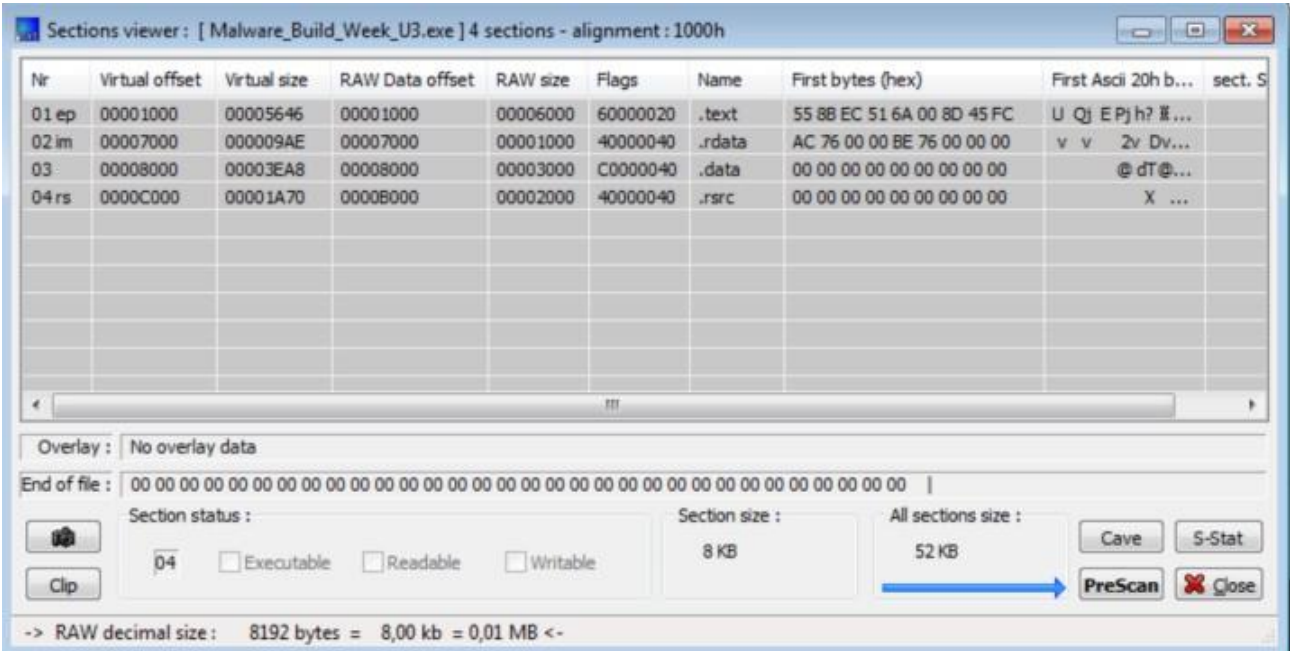 Sections viewer : [ Malware_Build_Week_U3.exe ] 4 sections - alignment : 1000h
Nr Virtual offset Virtual size RAW Data offset RAW size Flags Name First bytes (hex) First Ascii 20h b... sect. S
01 ep 00001000 00005646 00001000 00006000 60000020 .text 55 8B EC 51 6A 00 8D 45 FC U Qj E Pj h?
02 im 00007000 000009AE 00007000 00001000 40000040 .rdata AC 76 00 00 BE 76 00 00 00 v v 2v Dv...
03 00008000 00003EA8 00008000 00003000 C0000040 .data 00 00 00 00 00 00 00 00 00 @ dT@...
04 rs 0000C000 00001A70 0000B000 00002000 40000040 .rsrc 00 00 00 00 00 00 00 00 00 X ...
Overlay : No overlay data
End of file : 00 00 00 00 00 00 00 00 00 00 00 00 00 00 00 00 00 00 00 00 00 00 00 00 00 00 00 00 00 00 00 00
Section status : Section size : All sections size :
04 Executable Readable Writable 8 KB 52 KB Cave S-Stat
Clip PreScan Close
-> RAW decimal size : 8192 bytes = 8,00 kb = 0,01 MB <-